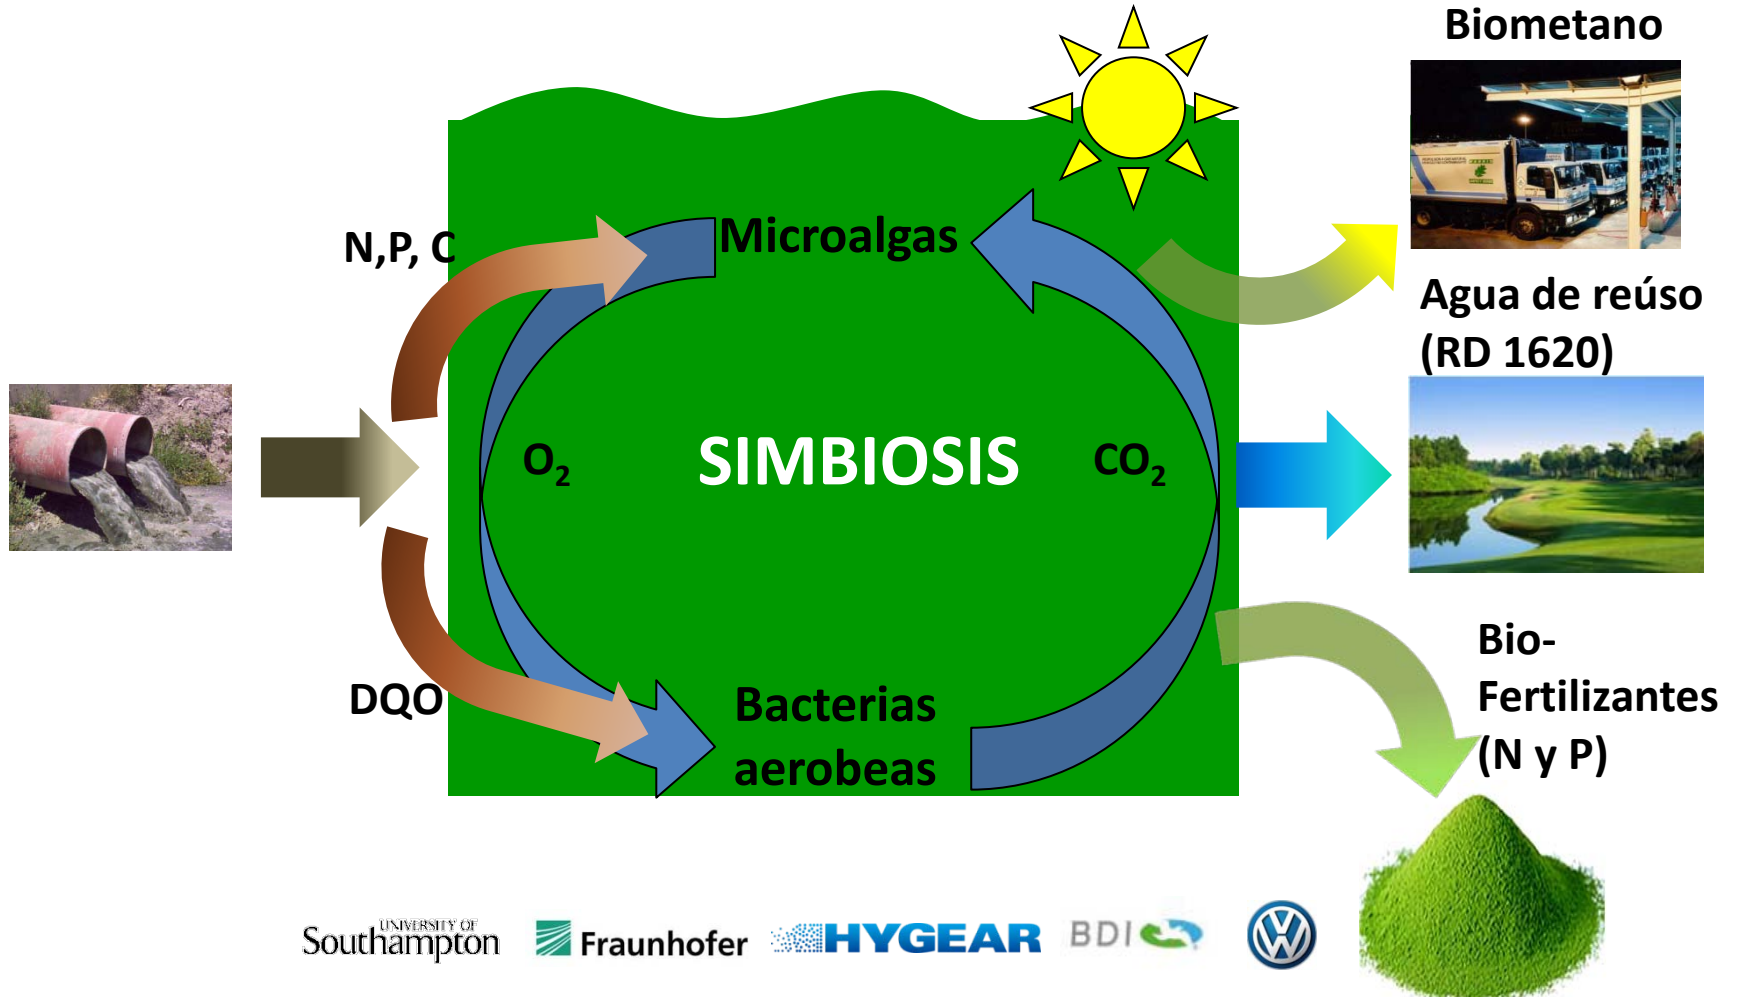 Biometano
N,P, C
Microalgas
Agua de reúso
(RD 1620)
O₂
SIMBIOSIS
CO₂
DQO
Bacterias
aerobeas
Bio-
Fertilizantes
(N y P)
UNIVERSITY OF
Southampton
Fraunhofer
HYGEAR
BDI
VW